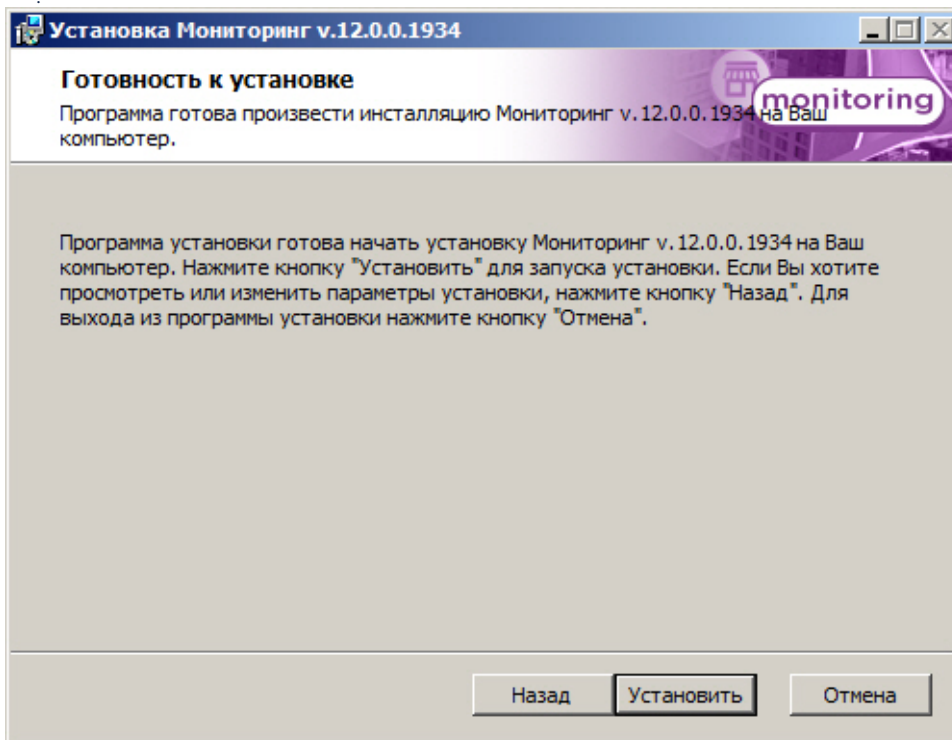 Установка Мониторинг v.12.0.0.1934
Готовность к установке
Программа готова произвести инсталляцию Мониторинг v.12.0.0.1934 на Ваш
компьютер.
monitoring
Программа установки готова начать установку Мониторинг v.12.0.0.1934 на Ваш
компьютер. Нажмите кнопку "Установить" для запуска установки. Если Вы хотите
просмотреть или изменить параметры установки, нажмите кнопку "Назад". Для
выхода из программы установки нажмите кнопку "Отмена".
Назад Установить Отмена